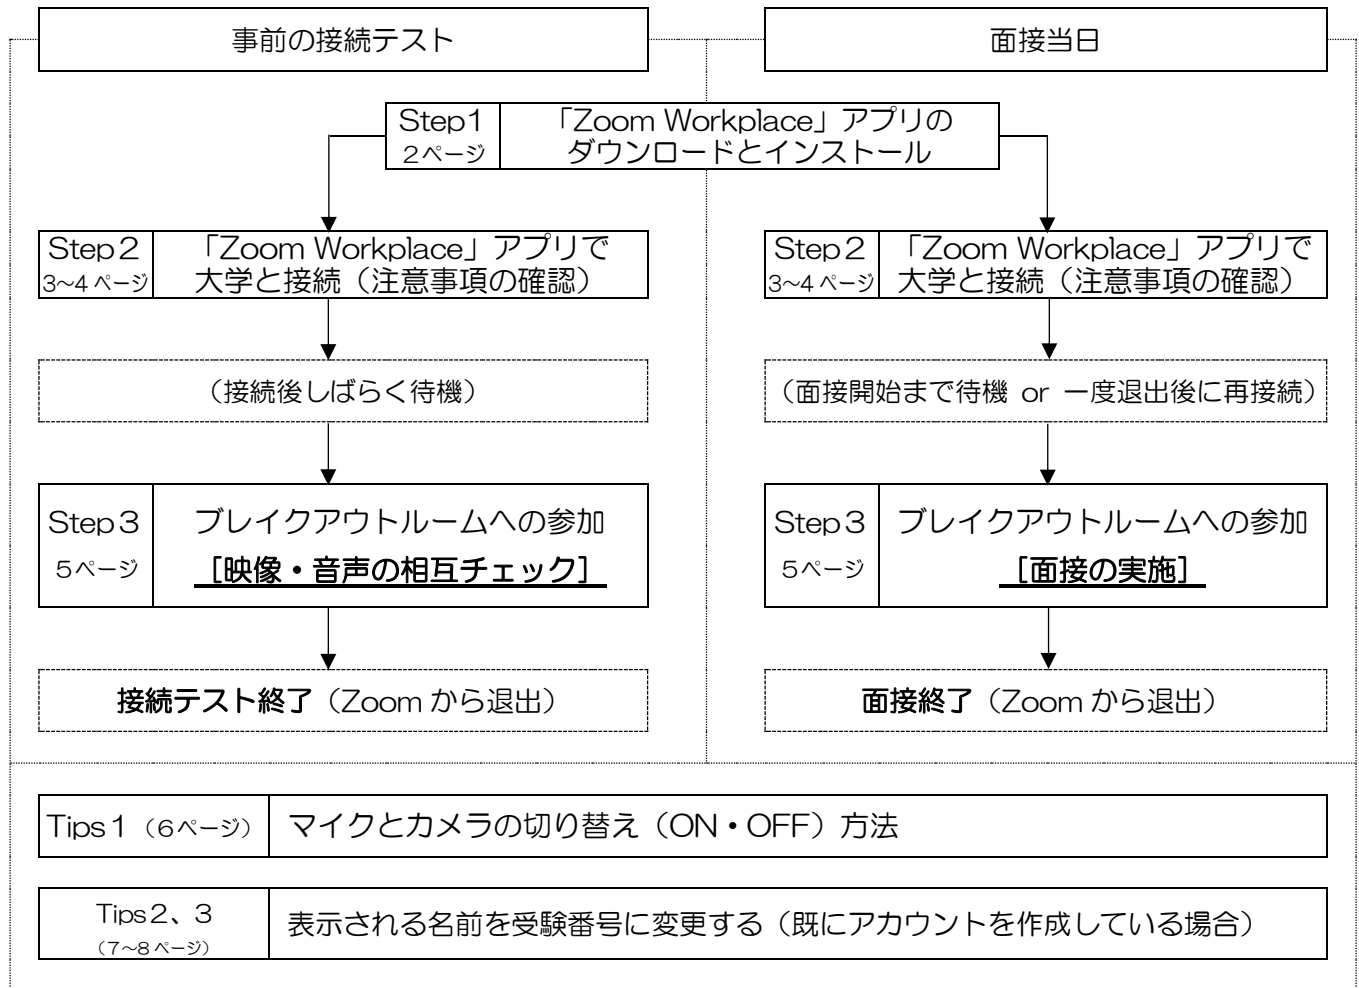 事前の接続テスト
面接当日
Step1
2ページ
「Zoom Workplace」アプリの
ダウンロードとインストール
Step2
3~4ページ
「Zoom Workplace」アプリで
大学と接続(注意事項の確認)
(接続後しばらく待機)
Step3
5ページ
ブレイクアウトルームへの参加
[映像・音声の相互チェック]
接続テスト終了(Zoomから退出)
Step2
3~4ページ
「Zoom Workplace」アプリで
大学と接続(注意事項の確認)
(面接開始まで待機 or 一度退出後に再接続)
Step3
5ページ
ブレイクアウトルームへの参加
[面接の実施]
面接終了(Zoomから退出)
Tips1(6ページ)
マイクとカメラの切り替え(ON・OFF)方法
Tips2、3
(7~8ページ)
表示される名前を受験番号に変更する(既にアカウントを作成している場合)